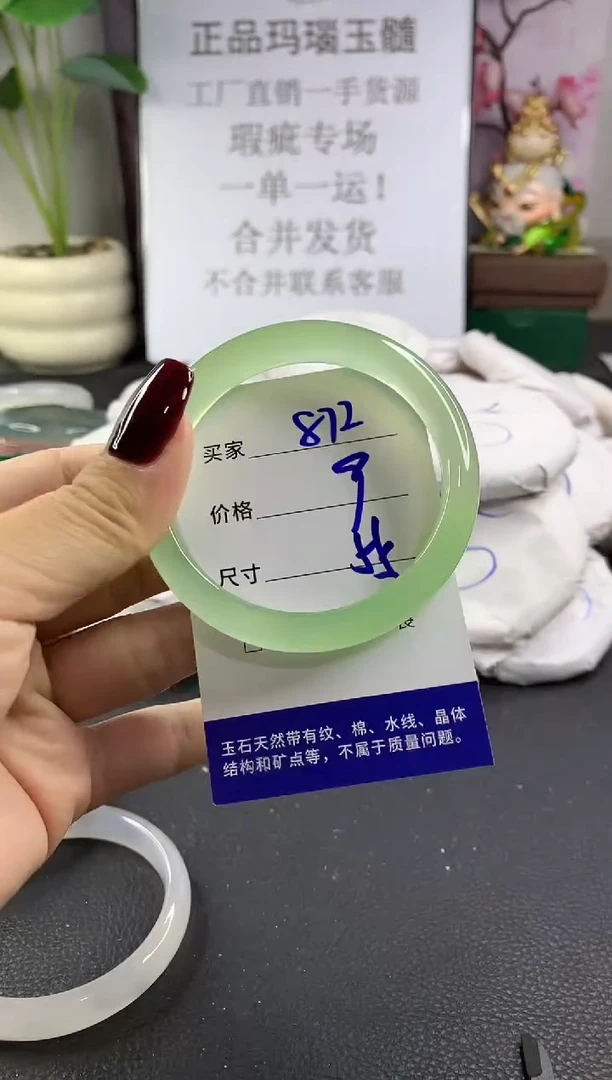 正品玛瑙玉髓
工厂直销一手货源
瑕疵专场
一单一运！
合并发货
不合并联系客服
买家 872
价格 9
尺寸
玉石天然带有纹、棉、水线、晶体
结构和矿点等，不属于质量问题。